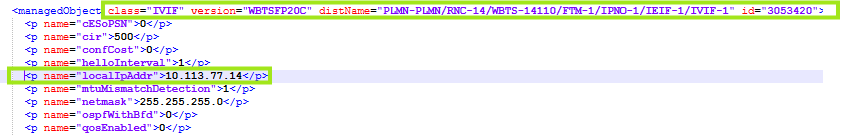 <managedObject class="IVIF" version="WBTSFP20C" distName="PLMN-PLMN/RNC-14/WBTS-14110/FTM-1/IPNO-1/IEIF-1/IVIF-1" id="3053420">
<p name="cESoPSN">0</p>
<p name="cir">500</p>
<p name="confCost">0</p>
<p name="helloInterval">1</p>
<p name="localIpAddr">10.113.77.14</p>
<p name="mtuMismatchDetection">1</p>
<p name="netmask">255.255.255.0</p>
<p name="ospfWithBfd">0</p>
<p name="qosEnabled">0</p>